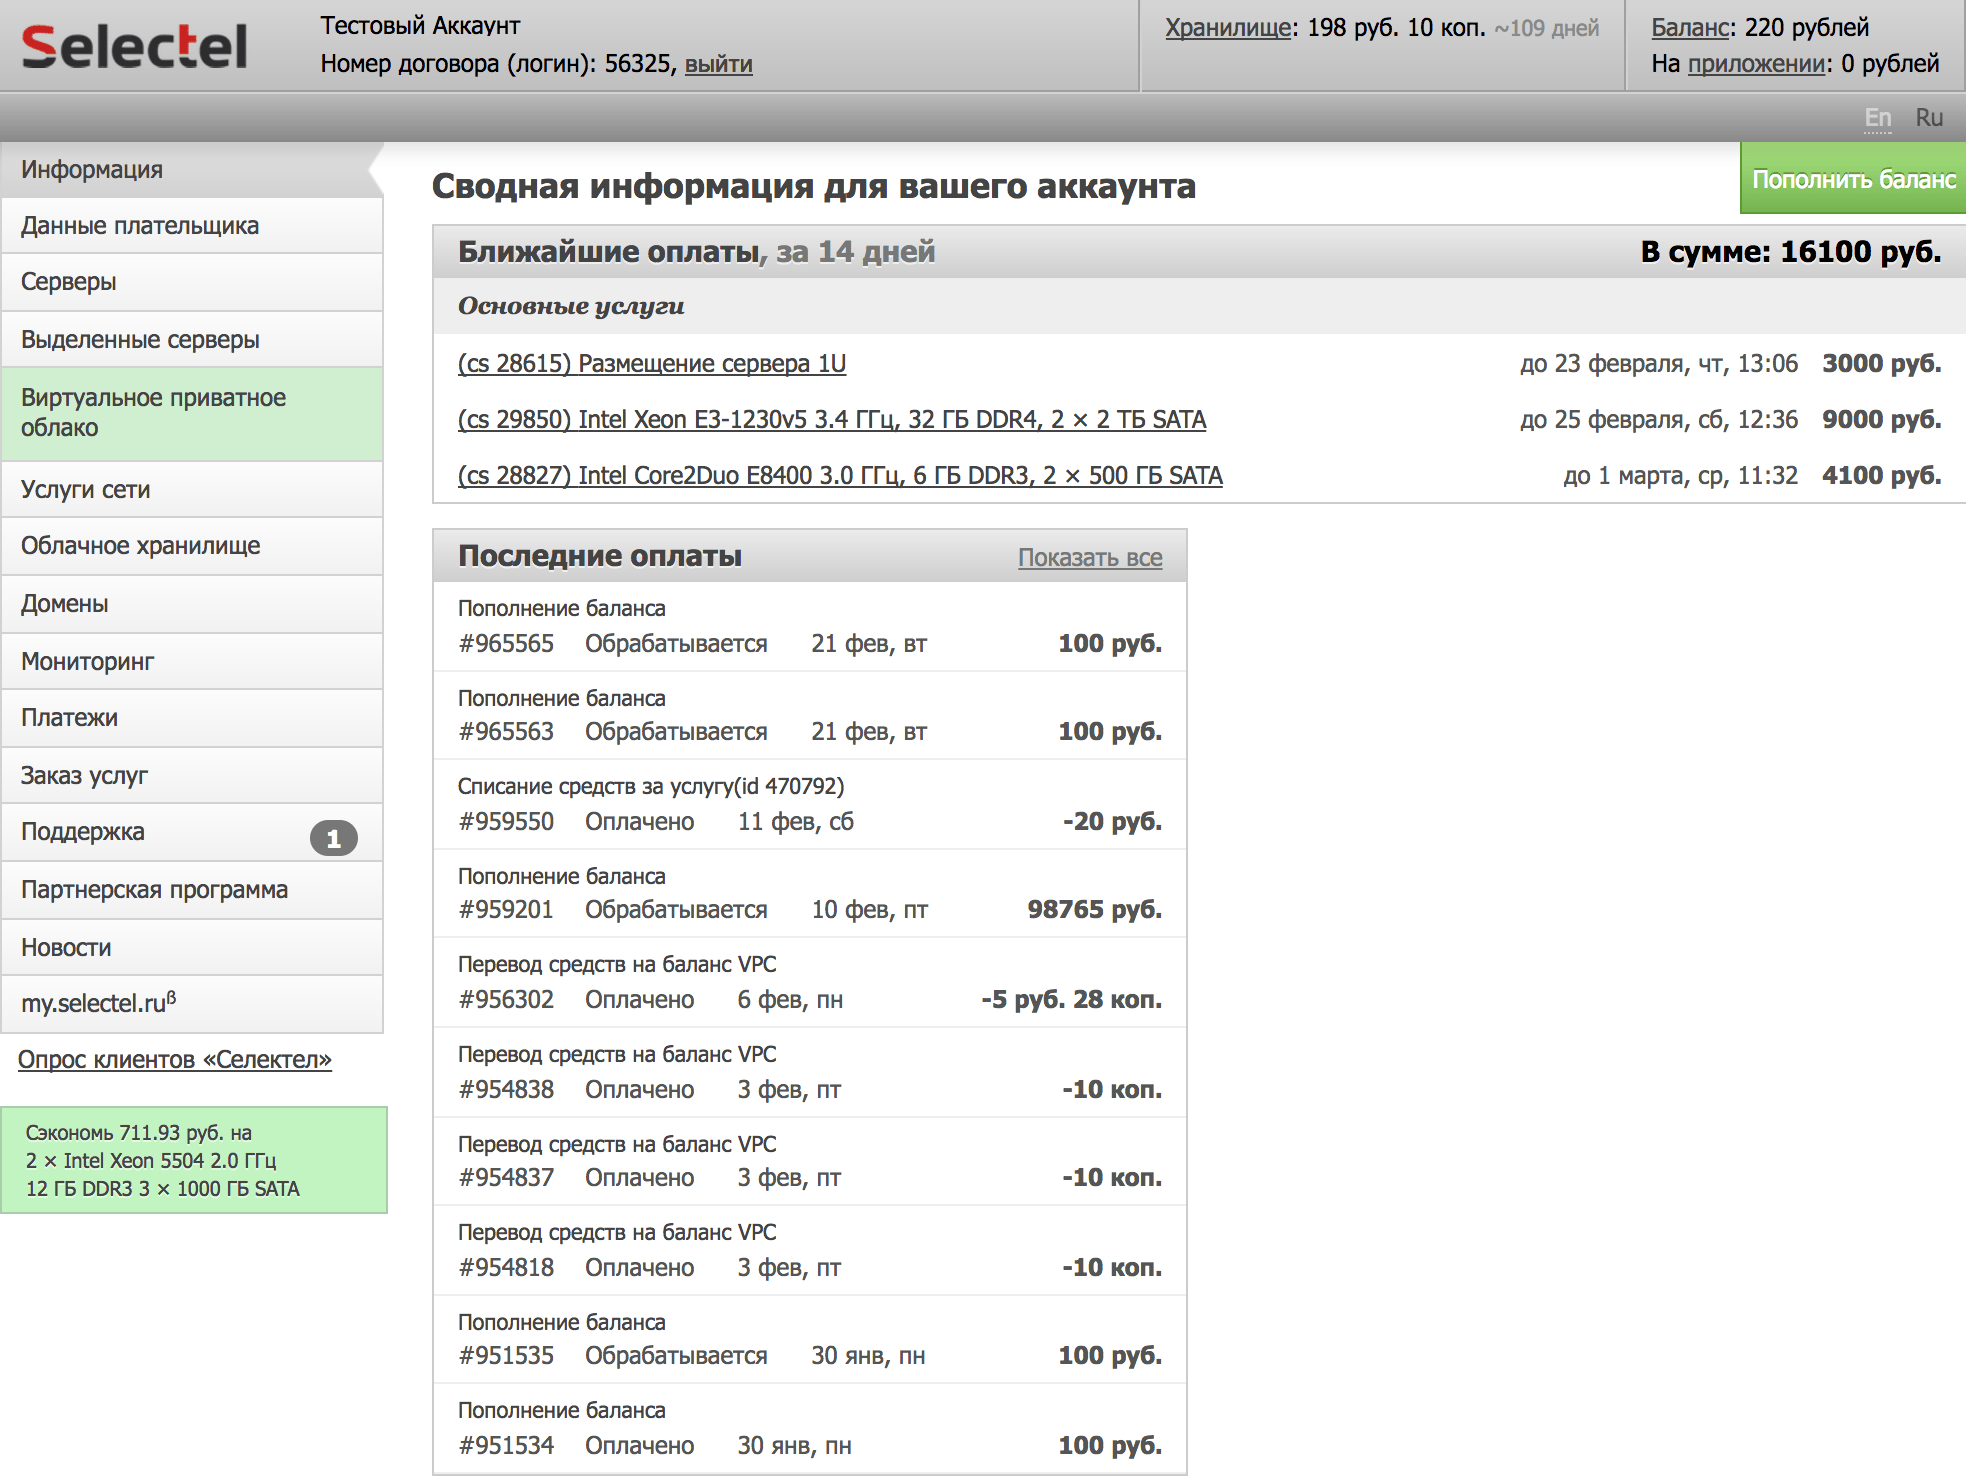 Selectel
Тестовый Аккаунт
Номер договора (логин): 56325, выйти
Хранилище: 198 руб. 10 коп. ~109 дней
Баланс: 220 рублей
На приложении: 0 рублей
En Ru
Информация
Данные плательщика
Серверы
Выделенные серверы
Виртуальное приватное
облако
Услуги сети
Облачное хранилище
Домены
Мониторинг
Платежи
Заказ услуг
Поддержка 1
Партнерская программа
Новости
my.selectel.ruβ
Опрос клиентов «Селектел»
Сэкономь 711.93 руб. на
2 × Intel Xeon 5504 2.0 ГГц
12 ГБ DDR3 3 × 1000 ГБ SATA
Сводная информация для вашего аккаунта
Пополнить баланс
Ближайшие оплаты, за 14 дней В сумме: 16100 руб.
Основные услуги
(cs 28615) Размещение сервера 1U до 23 февраля, чт, 13:06 3000 руб.
(cs 29850) Intel Xeon E3-1230v5 3.4 ГГц, 32 ГБ DDR4, 2 × 2 ТБ SATA до 25 февраля, сб, 12:36 9000 руб.
(cs 28827) Intel Core2Duo E8400 3.0 ГГц, 6 ГБ DDR3, 2 × 500 ГБ SATA до 1 марта, ср, 11:32 4100 руб.
Последние оплаты Показать все
Пополнение баланса
#965565 Обрабатывается 21 фев, вт 100 руб.
Пополнение баланса
#965563 Обрабатывается 21 фев, вт 100 руб.
Списание средств за услугу(id 470792)
#959550 Оплачено 11 фев, сб -20 руб.
Пополнение баланса
#959201 Обрабатывается 10 фев, пт 98765 руб.
Перевод средств на баланс VPC
#956302 Оплачено 6 фев, пн -5 руб. 28 коп.
Перевод средств на баланс VPC
#954838 Оплачено 3 фев, пт -10 коп.
Перевод средств на баланс VPC
#954837 Оплачено 3 фев, пт -10 коп.
Перевод средств на баланс VPC
#954818 Оплачено 3 фев, пт -10 коп.
Пополнение баланса
#951535 Обрабатывается 30 янв, пн 100 руб.
Пополнение баланса
#951534 Оплачено 30 янв, пн 100 руб.